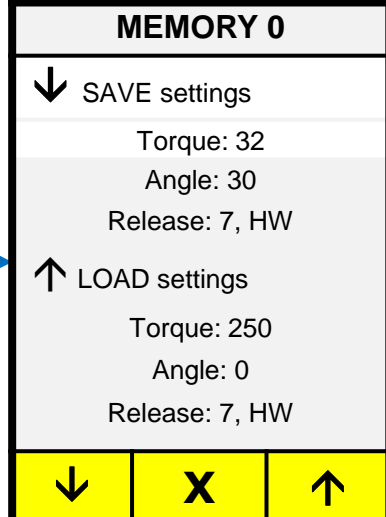 MEMORY 0
↓ SAVE settings
Torque: 32
Angle: 30
Release: 7, HW
↑ LOAD settings
Torque: 250
Angle: 0
Release: 7, HW
↓ X ↑